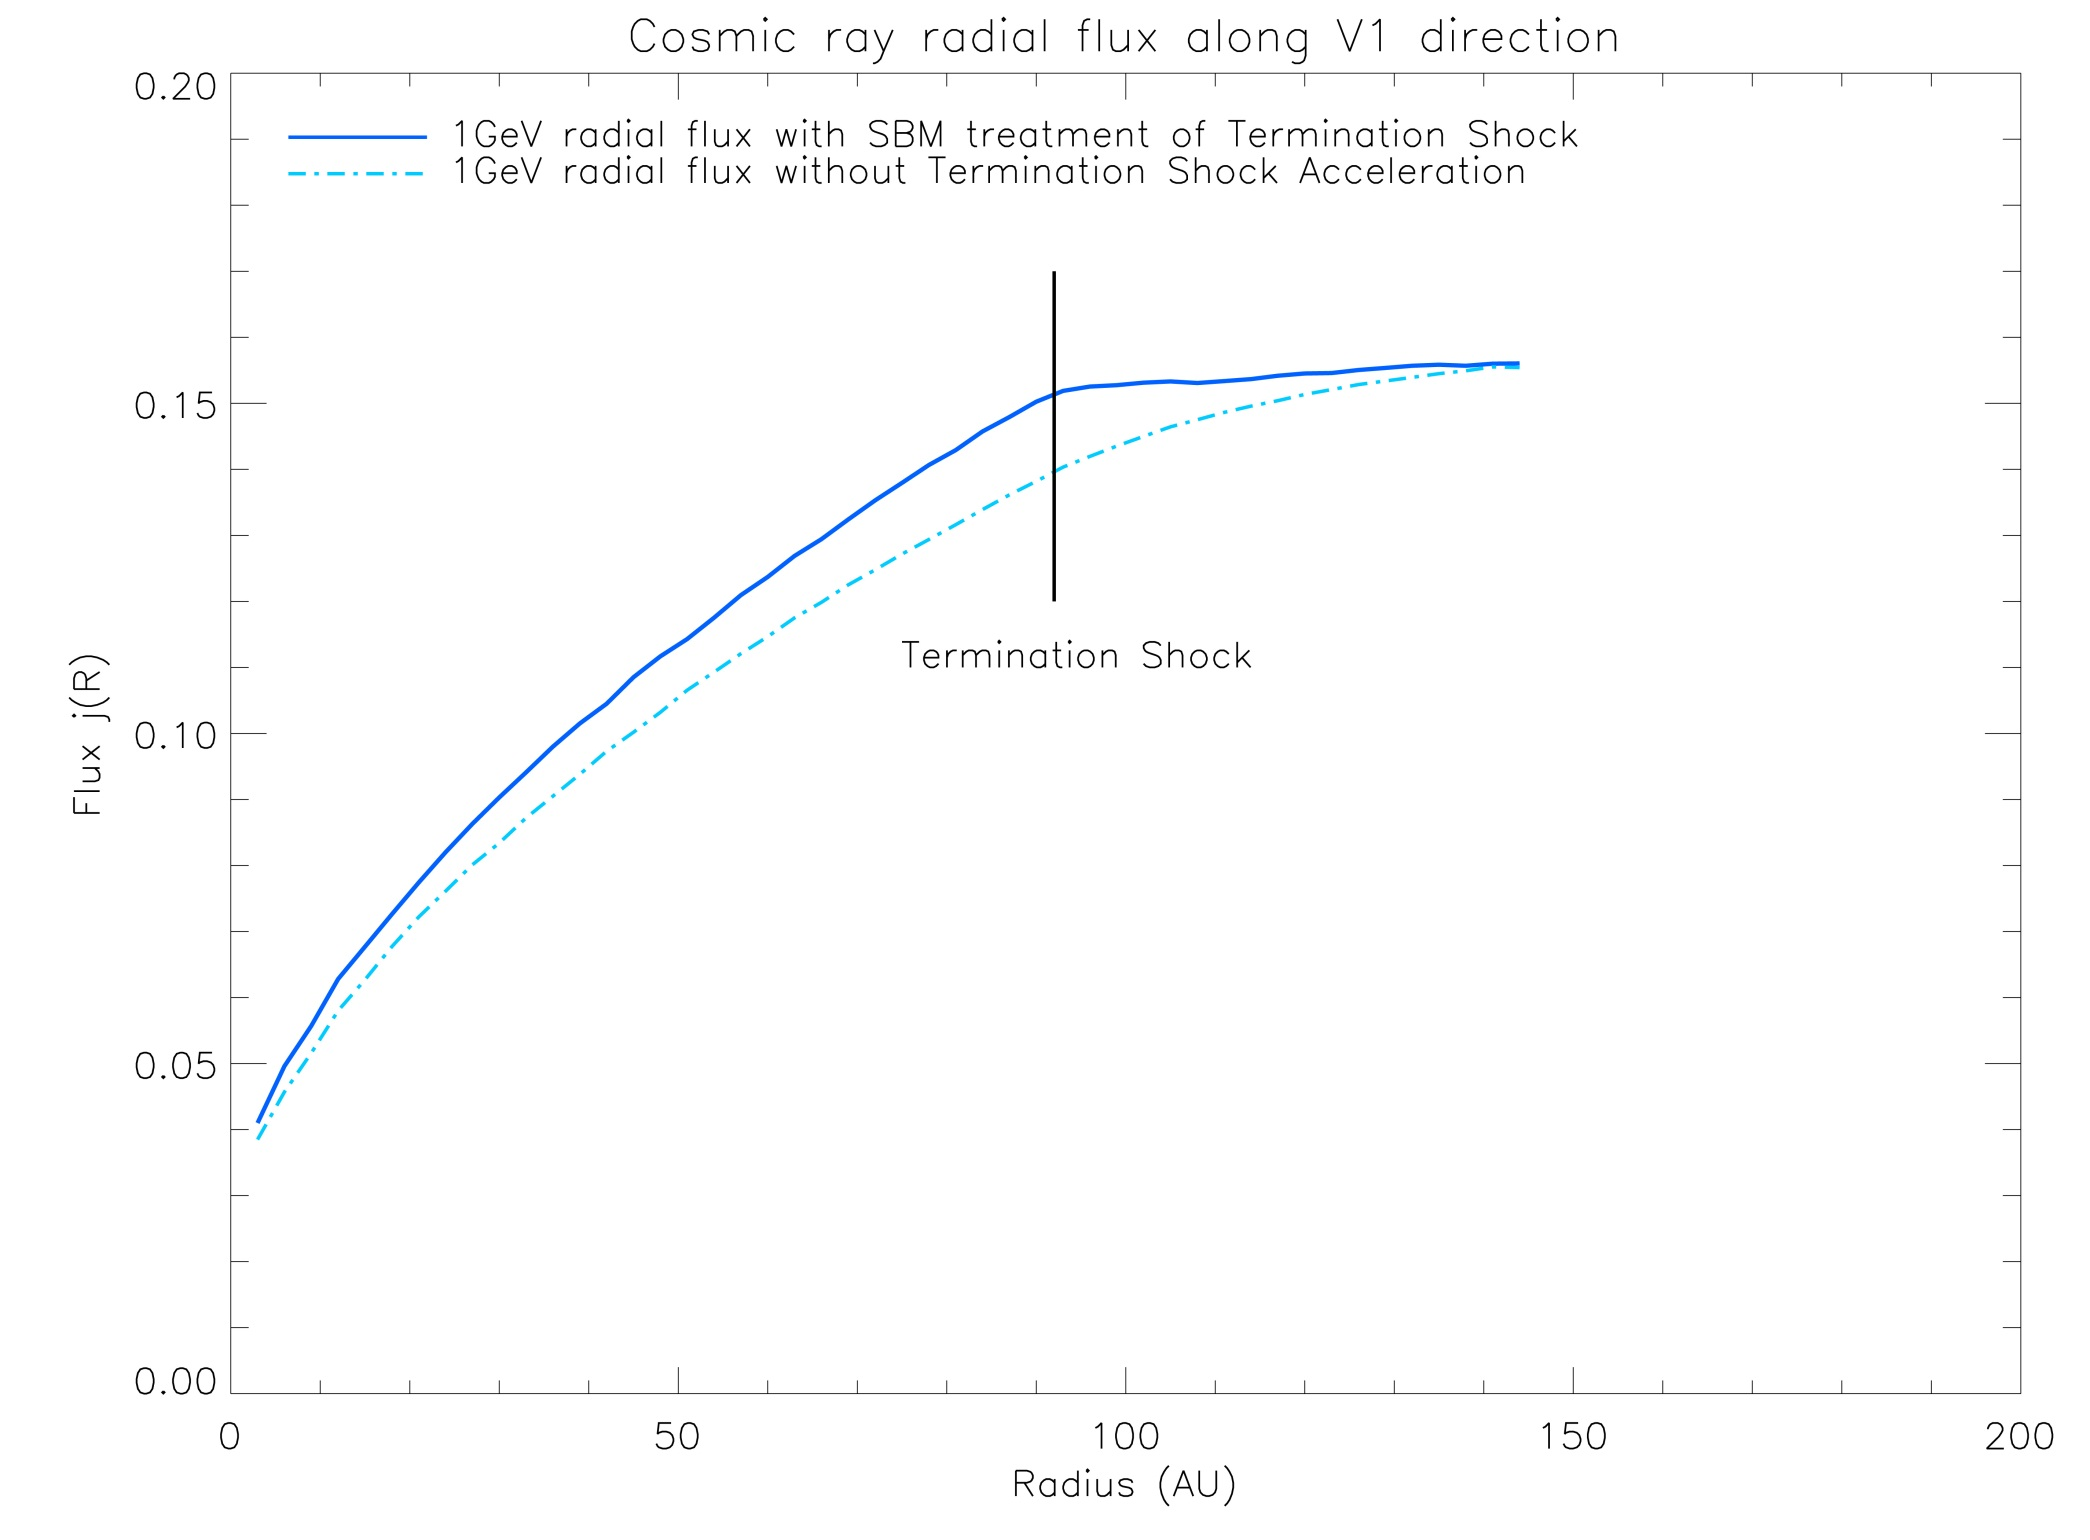 Cosmic ray radial flux along V1 direction
0.20
1GeV radial flux with SBM treatment of Termination Shock
1GeV radial flux without Termination Shock Acceleration
0.15
Termination Shock
0.10
Flux j(R)
0.05
0.00
0 50 100 150 200
Radius (AU)